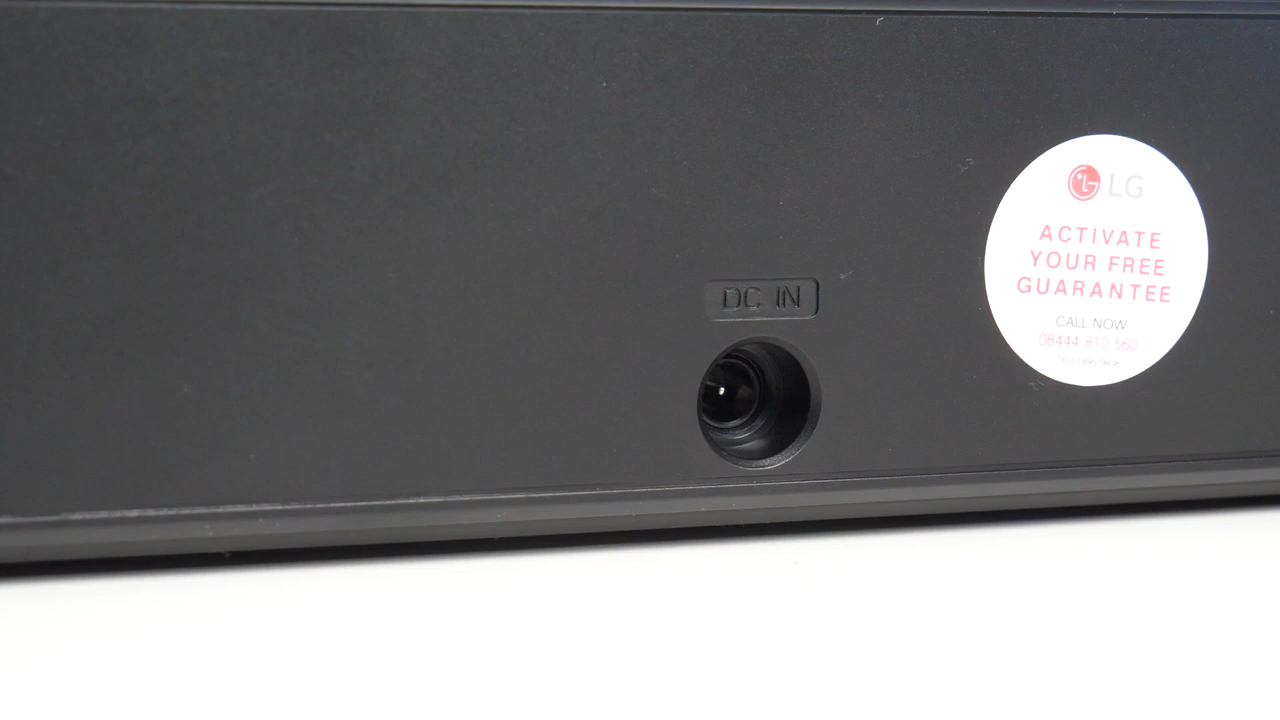 DC IN
LG
ACTIVATE
YOUR FREE
GUARANTEE
CALL NOW
08444 810 560